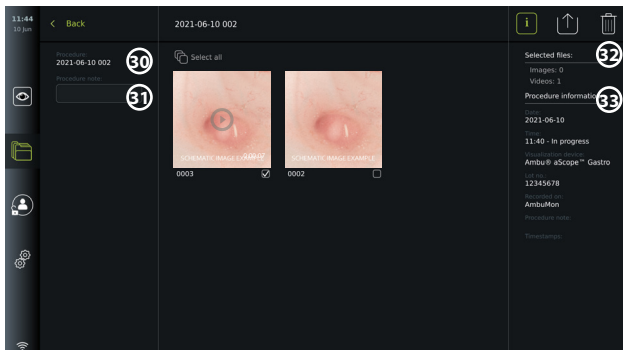 11:44
10 Jun
Back
2021-06-10 002
i
Procedure:
2021-06-10 002
30
Procedure note:
31
Select all
SCHEMATIC IMAGE EXAMPLE
0003
SCHEMATIC IMAGE EXAMPLE
0002
Selected files:
32
Images: 0
Videos: 1
Procedure information
33
Date:
2021-06-10
Time:
11:40 - In progress
Visualization device:
Ambu® aScope™ Gastro
Lot no.:
12345678
Recorded on:
AmbuMon
Procedure note:
Timestamps: